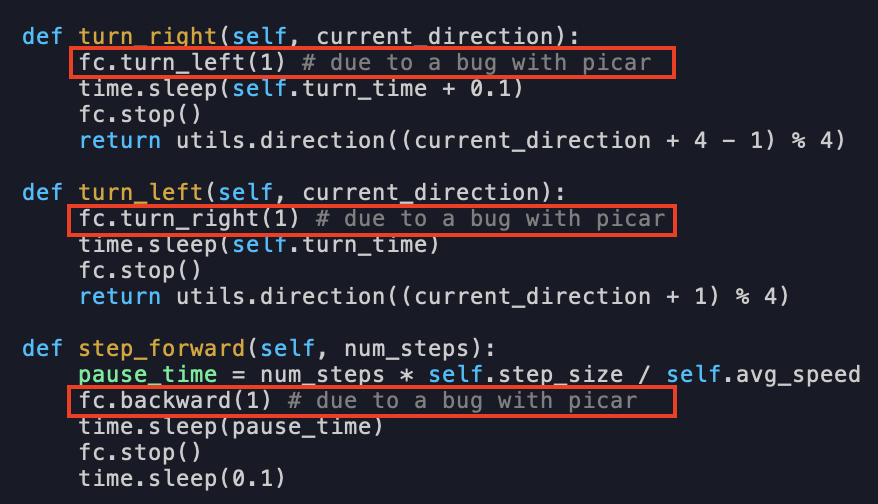 def turn_right(self, current_direction):
fc.turn_left(1) # due to a bug with picar
time.sleep(self.turn_time + 0.1)
fc.stop()
return utils.direction((current_direction + 4 - 1) % 4)
def turn_left(self, current_direction):
fc.turn_right(1) # due to a bug with picar
time.sleep(self.turn_time)
fc.stop()
return utils.direction((current_direction + 1) % 4)
def step_forward(self, num_steps):
pause_time = num_steps * self.step_size / self.avg_speed
fc.backward(1) # due to a bug with picar
time.sleep(pause_time)
fc.stop()
time.sleep(0.1)